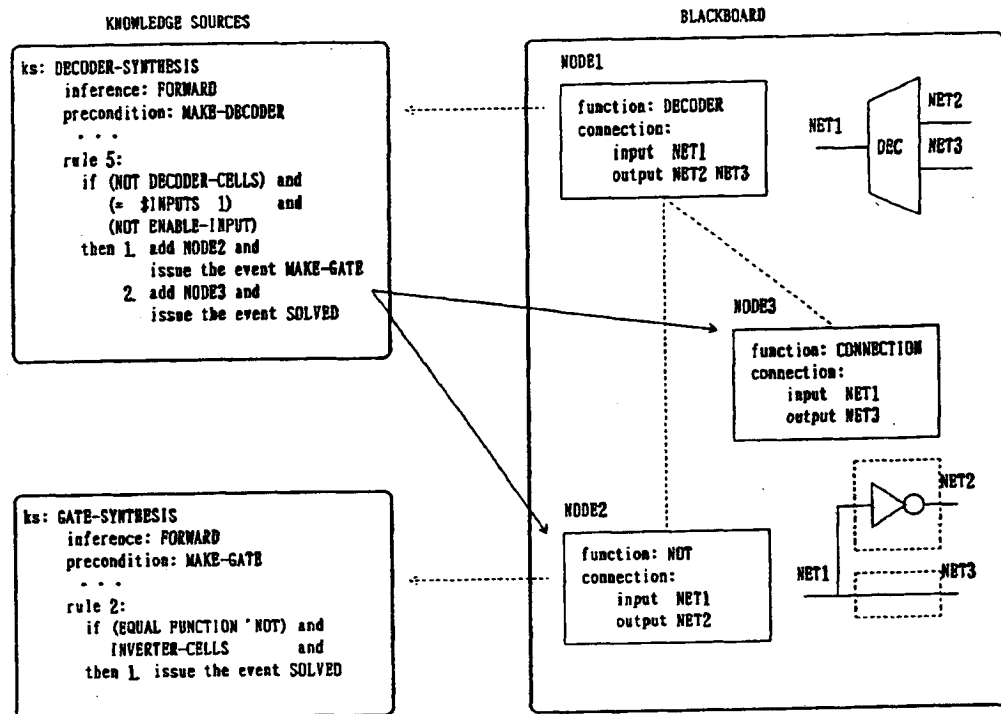 KNOWLEDGE SOURCES
ks: DECODER-SYNTHESIS
inference: FORWARD
precondition: MAKE-DECODER
. . .
rule 5:
if (NOT DECODER-CELLS) and
(= $INPUTS 1) and
(NOT ENABLE-INPUT)
then 1. add NODE2 and
issue the event MAKE-GATE
2. add NODE3 and
issue the event SOLVED
ks: GATE-SYNTHESIS
inference: FORWARD
precondition: MAKE-GATE
. . .
rule 2:
if (EQUAL FUNCTION 'NOT) and
INVERTER-CELLS and
then 1. issue the event SOLVED
BLACKBOARD
NODE1
function: DECODER
connection:
input NET1
output NET2 NET3
NET1
DEC
NET2
NET3
NODE3
function: CONNECTION
connection:
input NET1
output NET3
NODE2
function: NOT
connection:
input NET1
output NET2
NET2
NET1
NET3